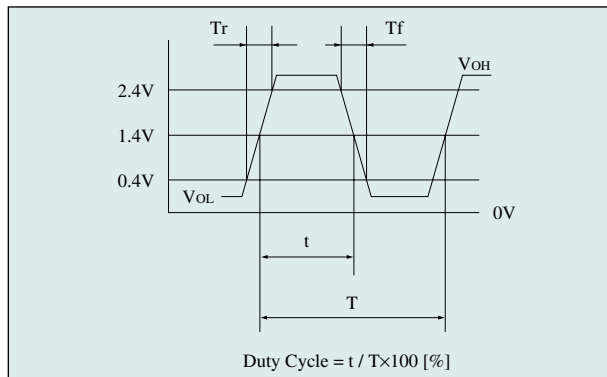 Tr Tf
VOH
2.4V
1.4V
0.4V
VOL
0V
t
T
Duty Cycle = t / T×100 [%]